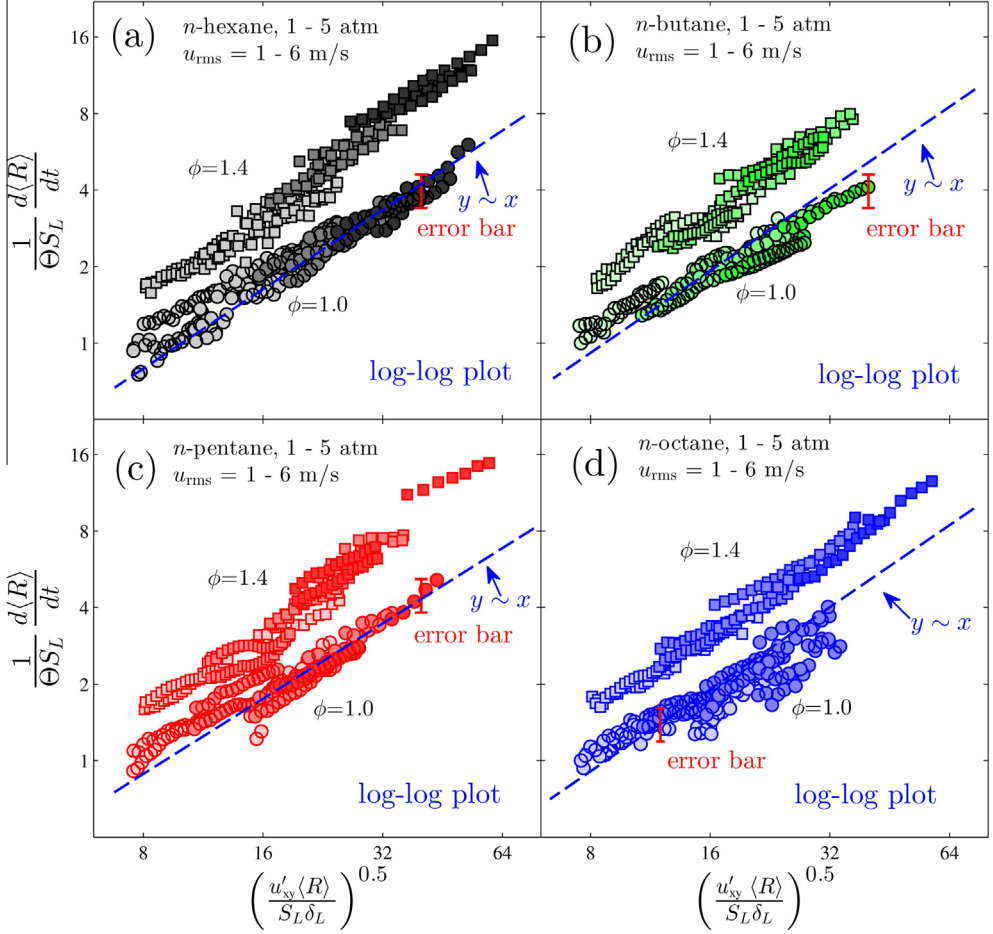 (a)
n-hexane, 1 - 5 atm
u_rms = 1 - 6 m/s
16
8
4
2
1
ϕ=1.4
y ∼ x
error bar
ϕ=1.0
log-log plot
1/(ΘS_L) d⟨R⟩/dt
(b)
n-butane, 1 - 5 atm
u_rms = 1 - 6 m/s
ϕ=1.4
error bar
ϕ=1.0
log-log plot
(c)
n-pentane, 1 - 5 atm
u_rms = 1 - 6 m/s
16
8
4
2
1
ϕ=1.4
y ∼ x
error bar
ϕ=1.0
log-log plot
1/(ΘS_L) d⟨R⟩/dt
8 16 32 64
(u′_xy⟨R⟩/(S_Lδ_L))^0.5
(d)
n-octane, 1 - 5 atm
u_rms = 1 - 6 m/s
ϕ=1.4
y ∼ x
ϕ=1.0
error bar
log-log plot
8 16 32 64
(u′_xy ⟨R⟩/(S_Lδ_L))^0.5